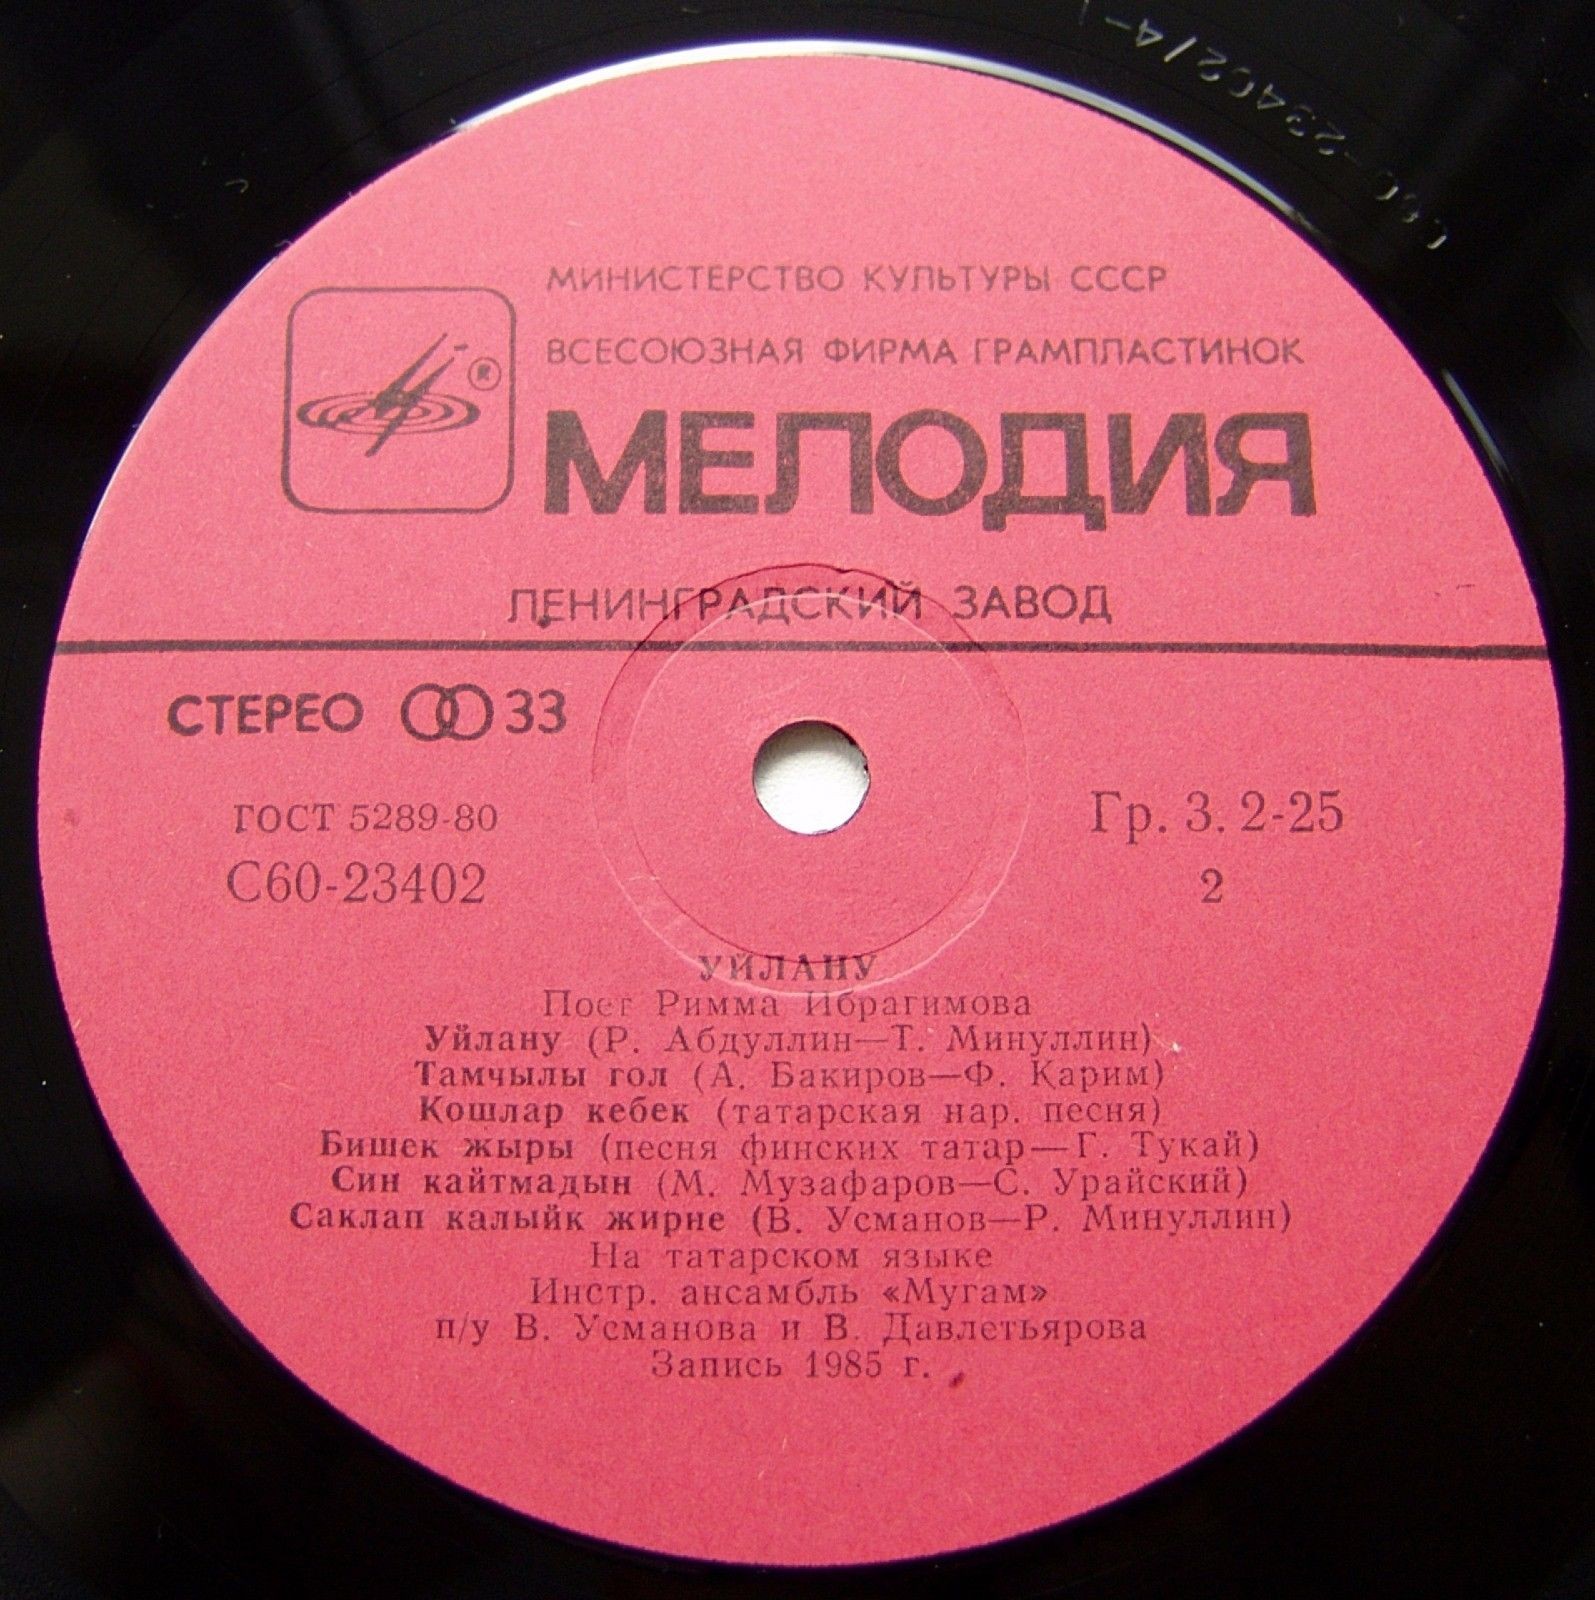 МИНИСТЕРСТВО КУЛЬТУРЫ СССР
ВСЕСОЮЗНАЯ ФИРМА ГРАМПЛАСТИНОК
®
МЕЛОДИЯ
ЛЕНИНГРАДСКИЙ ЗАВОД
СТЕРЕО 33
ГОСТ 5289-80
С60-23402
Гр. 3. 2-25
2
УЙЛАНУ
Поет Римма Ибрагимова
Уйлану (Р. Абдуллин—Т. Минуллин)
Тамчылы гол (А. Бакиров—Ф. Карим)
Кошлар кебек (татарская нар. песня)
Бишек жыры (песня финских татар—Г. Тукай)
Син кайтмадын (М. Музафаров—С. Урайский)
Саклап калыйк жирне (В. Усманов—Р. Минуллин)
На татарском языке
Инстр. ансамбль «Мугам»
п/у В. Усманова и В. Давлетьярова
Запись 1985 г.